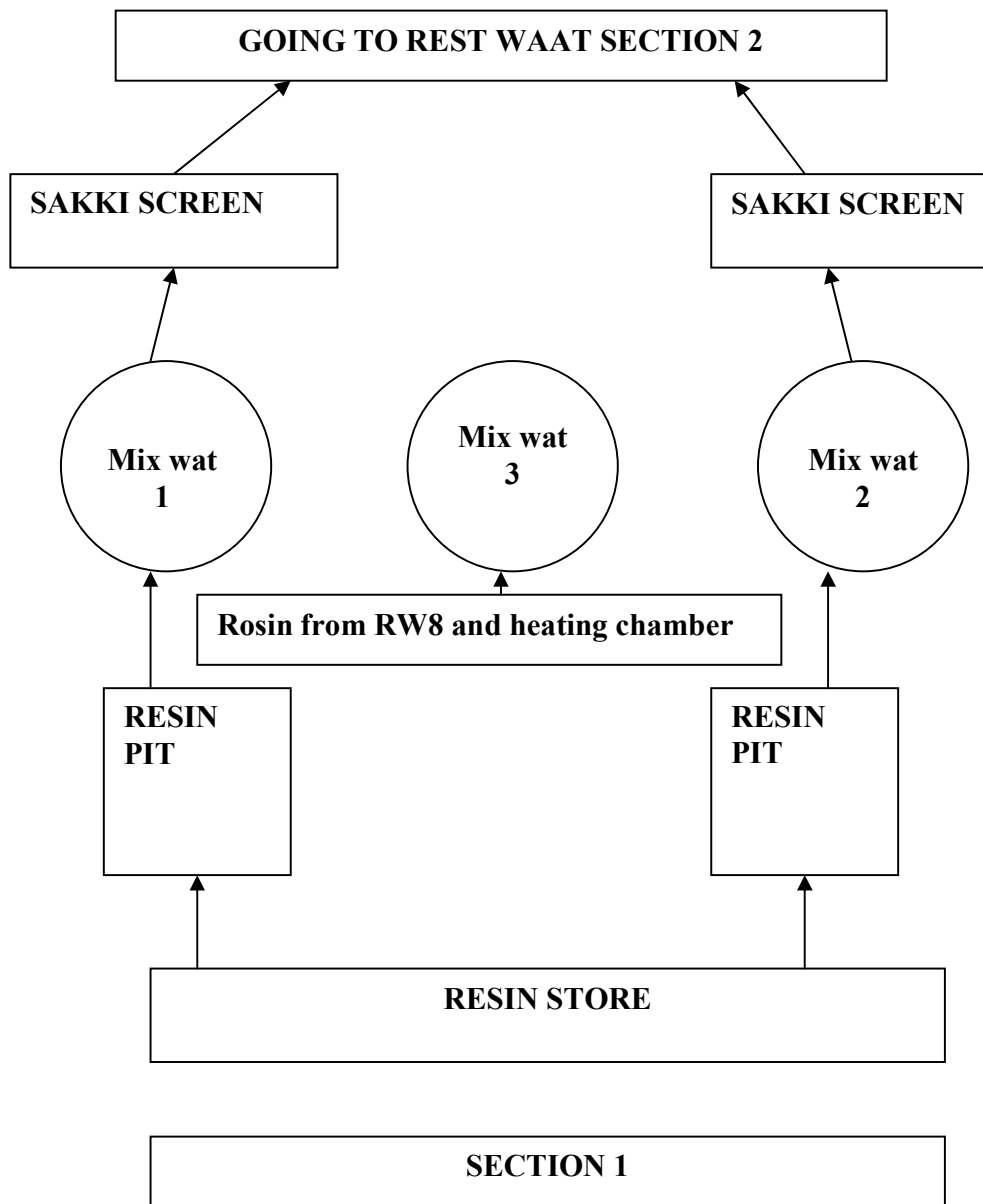 GOING TO REST WAAT SECTION 2
SAKKI SCREEN
SAKKI SCREEN
Mix wat
1
Mix wat
3
Mix wat
2
Rosin from RW8 and heating chamber
RESIN
PIT
RESIN
PIT
RESIN STORE
SECTION 1